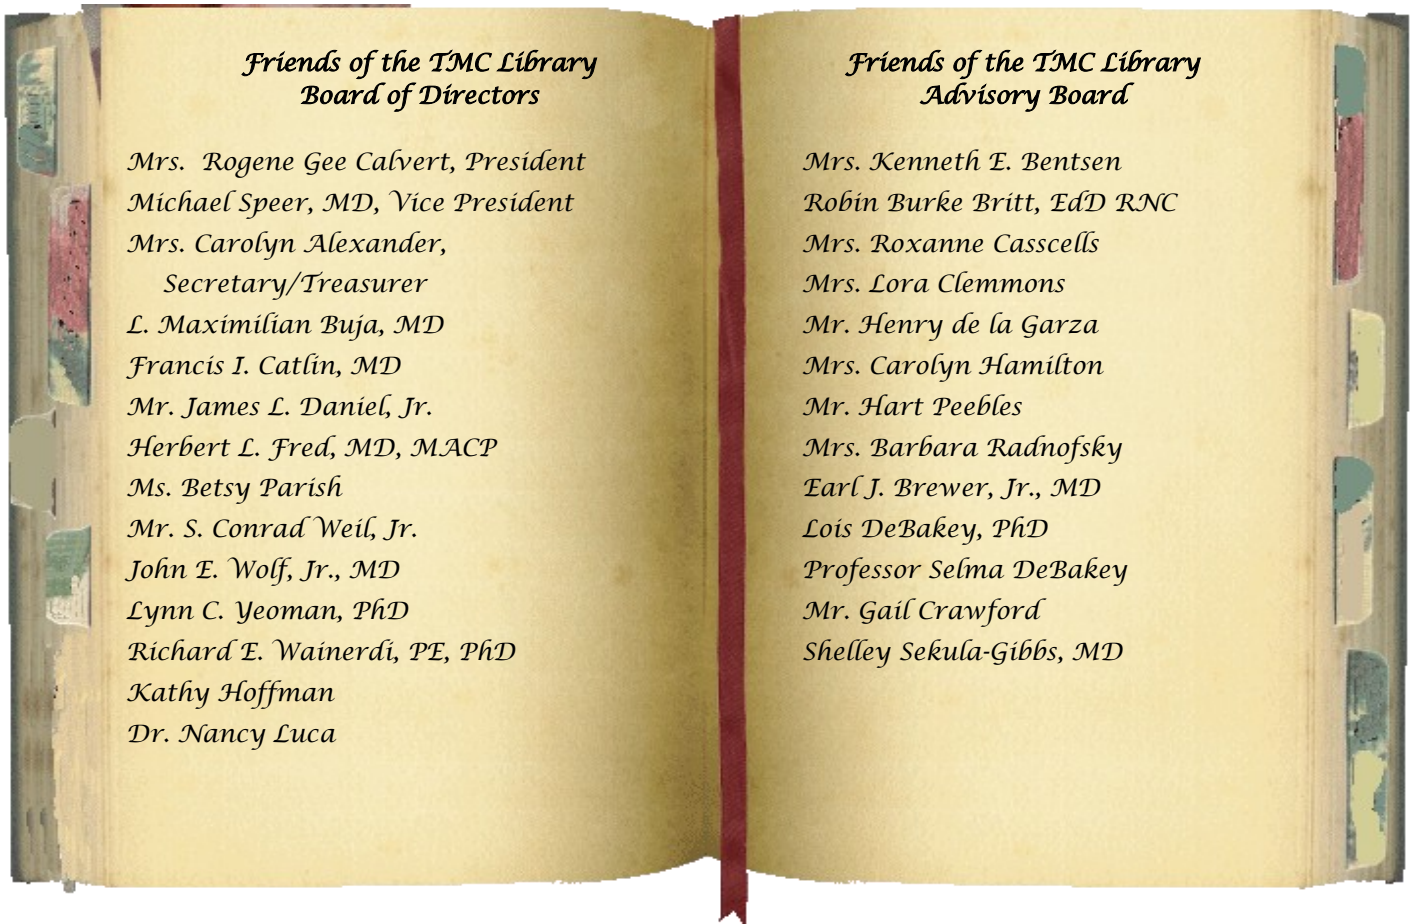 Friends of the TMC Library
Board of Directors
Mrs.  Rogene Gee Calvert, President
Michael Speer, MD, Vice President
Mrs. Carolyn Alexander,
Secretary/Treasurer
L. Maximilian Buja, MD
Francis I. Catlin, MD
Mr. James L. Daniel, Jr.
Herbert L. Fred, MD, MACP
Ms. Betsy Parish
Mr. S. Conrad Weil, Jr.
John E. Wolf, Jr., MD
Lynn C. Yeoman, PhD
Richard E. Wainerdi, PE, PhD
Kathy Hoffman
Dr. Nancy Luca
Friends of the TMC Library
Advisory Board
Mrs. Kenneth E. Bentsen
Robin Burke Britt, EdD RNC
Mrs. Roxanne Casscells
Mrs. Lora Clemmons
Mr. Henry de la Garza
Mrs. Carolyn Hamilton
Mr. Hart Peebles
Mrs. Barbara Radnofsky
Earl J. Brewer, Jr., MD
Lois DeBakey, PhD
Professor Selma DeBakey
Mr. Gail Crawford
Shelley Sekula-Gibbs, MD